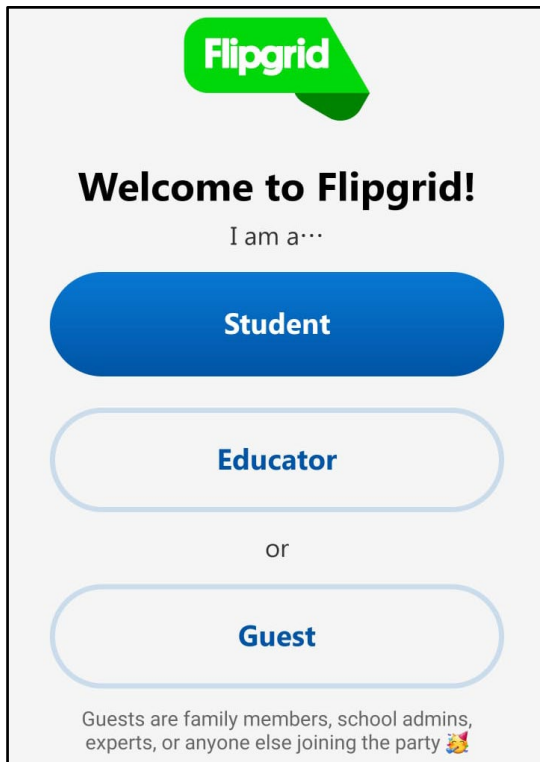 Flipgrid
Welcome to Flipgrid!
I am a···
Student
Educator
or
Guest
Guests are family members, school admins,
experts, or anyone else joining the party 🥳